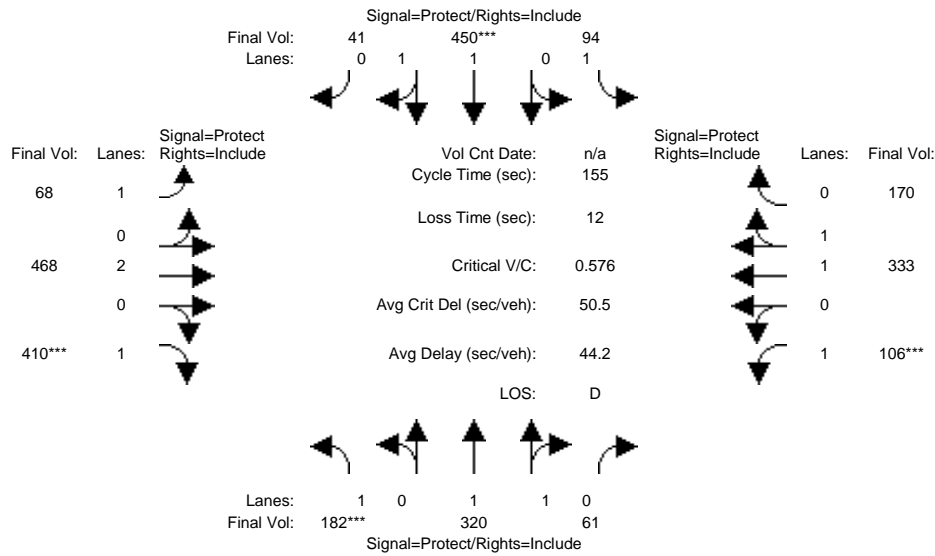 Signal=Protect/Rights=Include
Final Vol: 41 450*** 94
Lanes: 0 1 1 0 1
Signal=Protect Signal=Protect
Final Vol: Lanes: Rights=Include Vol Cnt Date: n/a Rights=Include Lanes: Final Vol:
Cycle Time (sec): 155
68 1 0 170
Loss Time (sec): 12
0 1
468 2 Critical V/C: 0.576 1 333
0 Avg Crit Del (sec/veh): 50.5 0
410*** 1 Avg Delay (sec/veh): 44.2 1 106***
LOS: D
Lanes: 1 0 1 1 0
Final Vol: 182*** 320 61
Signal=Protect/Rights=Include